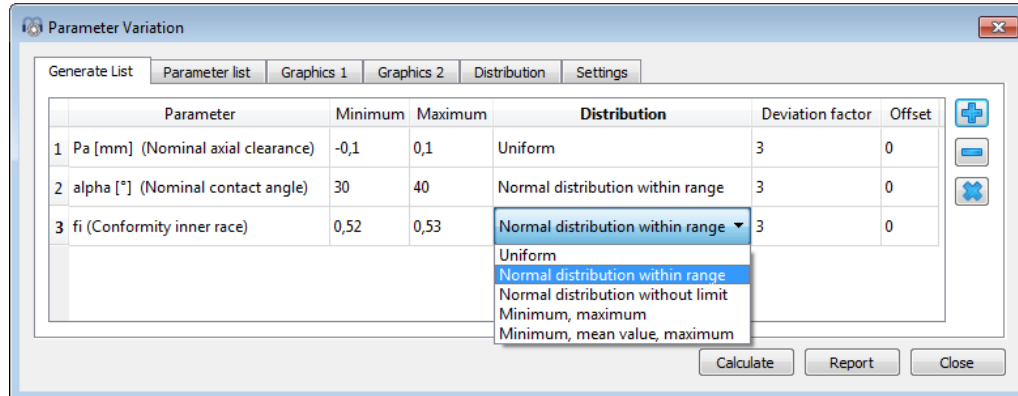 Parameter Variation
Generate List Parameter list Graphics 1 Graphics 2 Distribution Settings
Parameter Minimum Maximum Distribution Deviation factor Offset
1 Pa [mm] (Nominal axial clearance) -0,1 0,1 Uniform 3 0
2 alpha [°] (Nominal contact angle) 30 40 Normal distribution within range 3 0
3 fi (Conformity inner race) 0,52 0,53 Normal distribution within range 3 0
Uniform
Normal distribution within range
Normal distribution without limit
Minimum, maximum
Minimum, mean value, maximum
Calculate Report Close